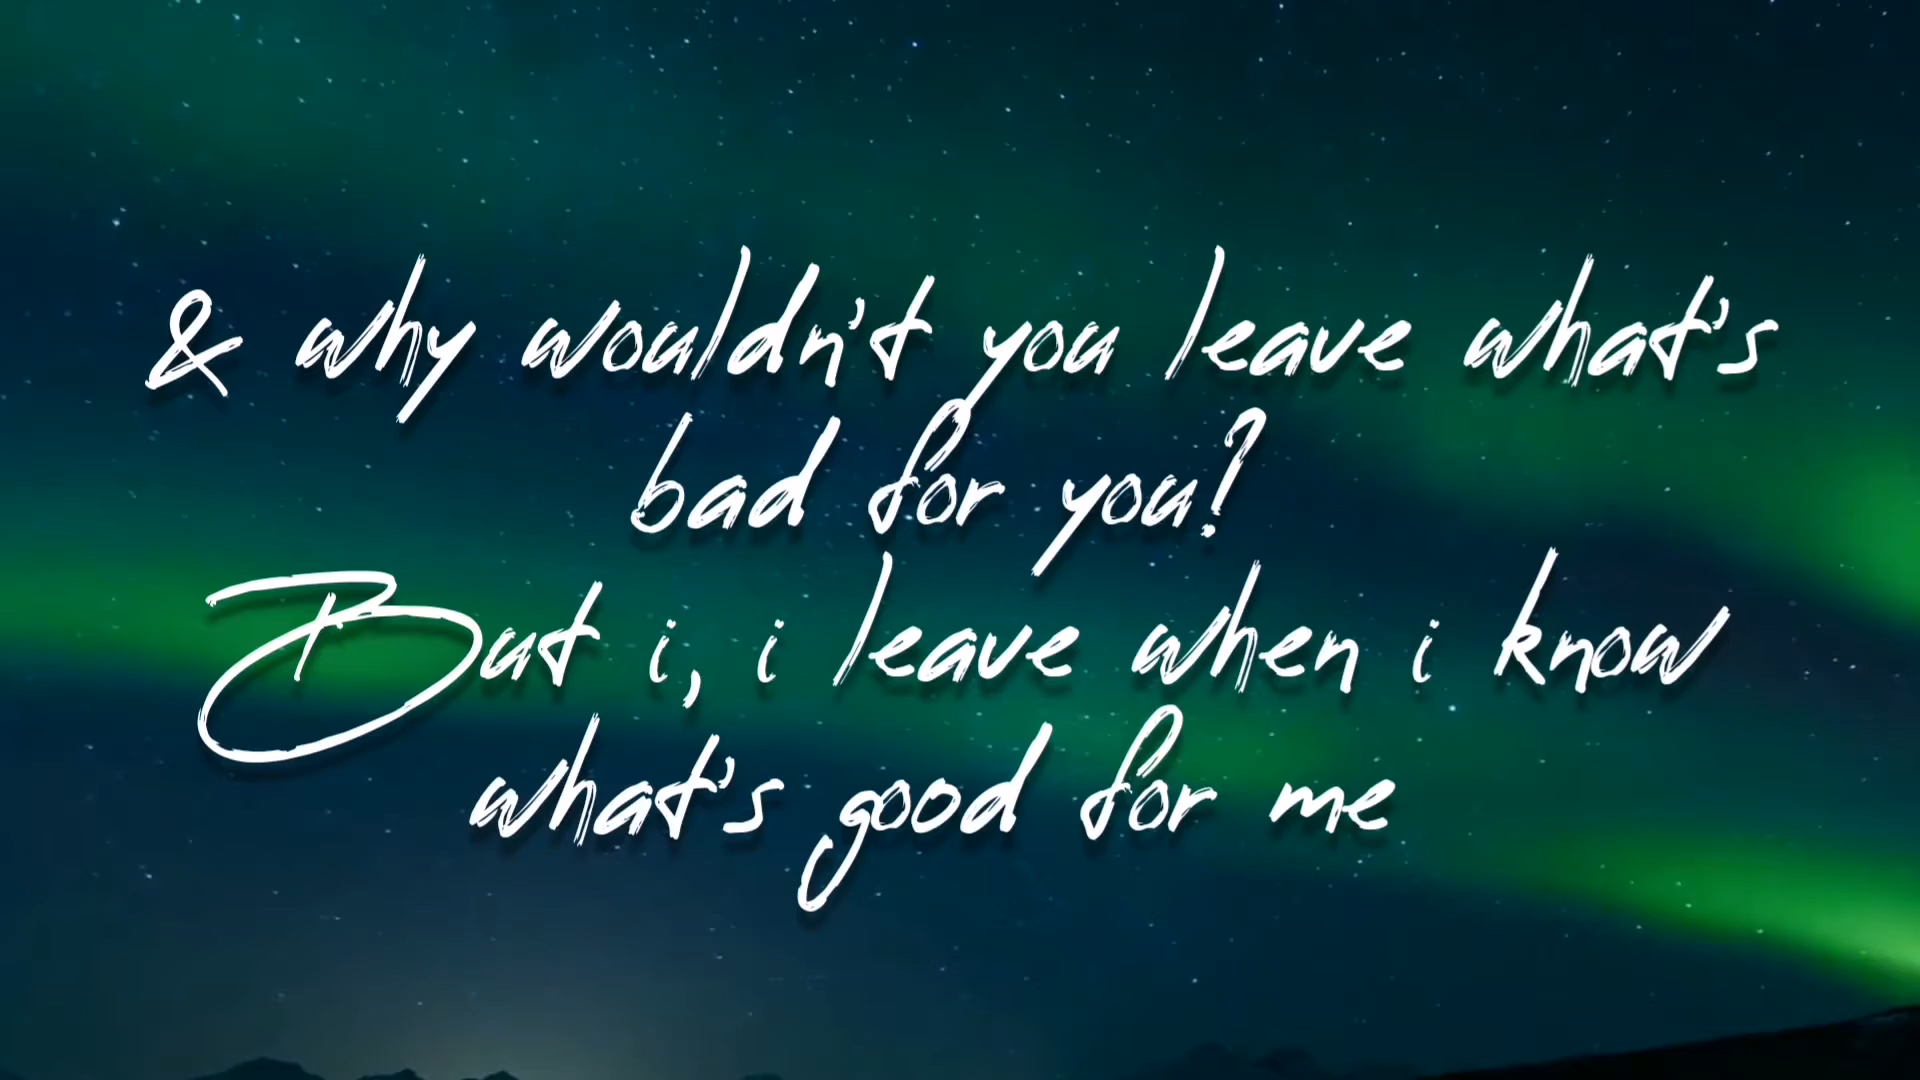 & why wouldn't you leave what's
bad for you?
But i, i leave when i know
what's good for me